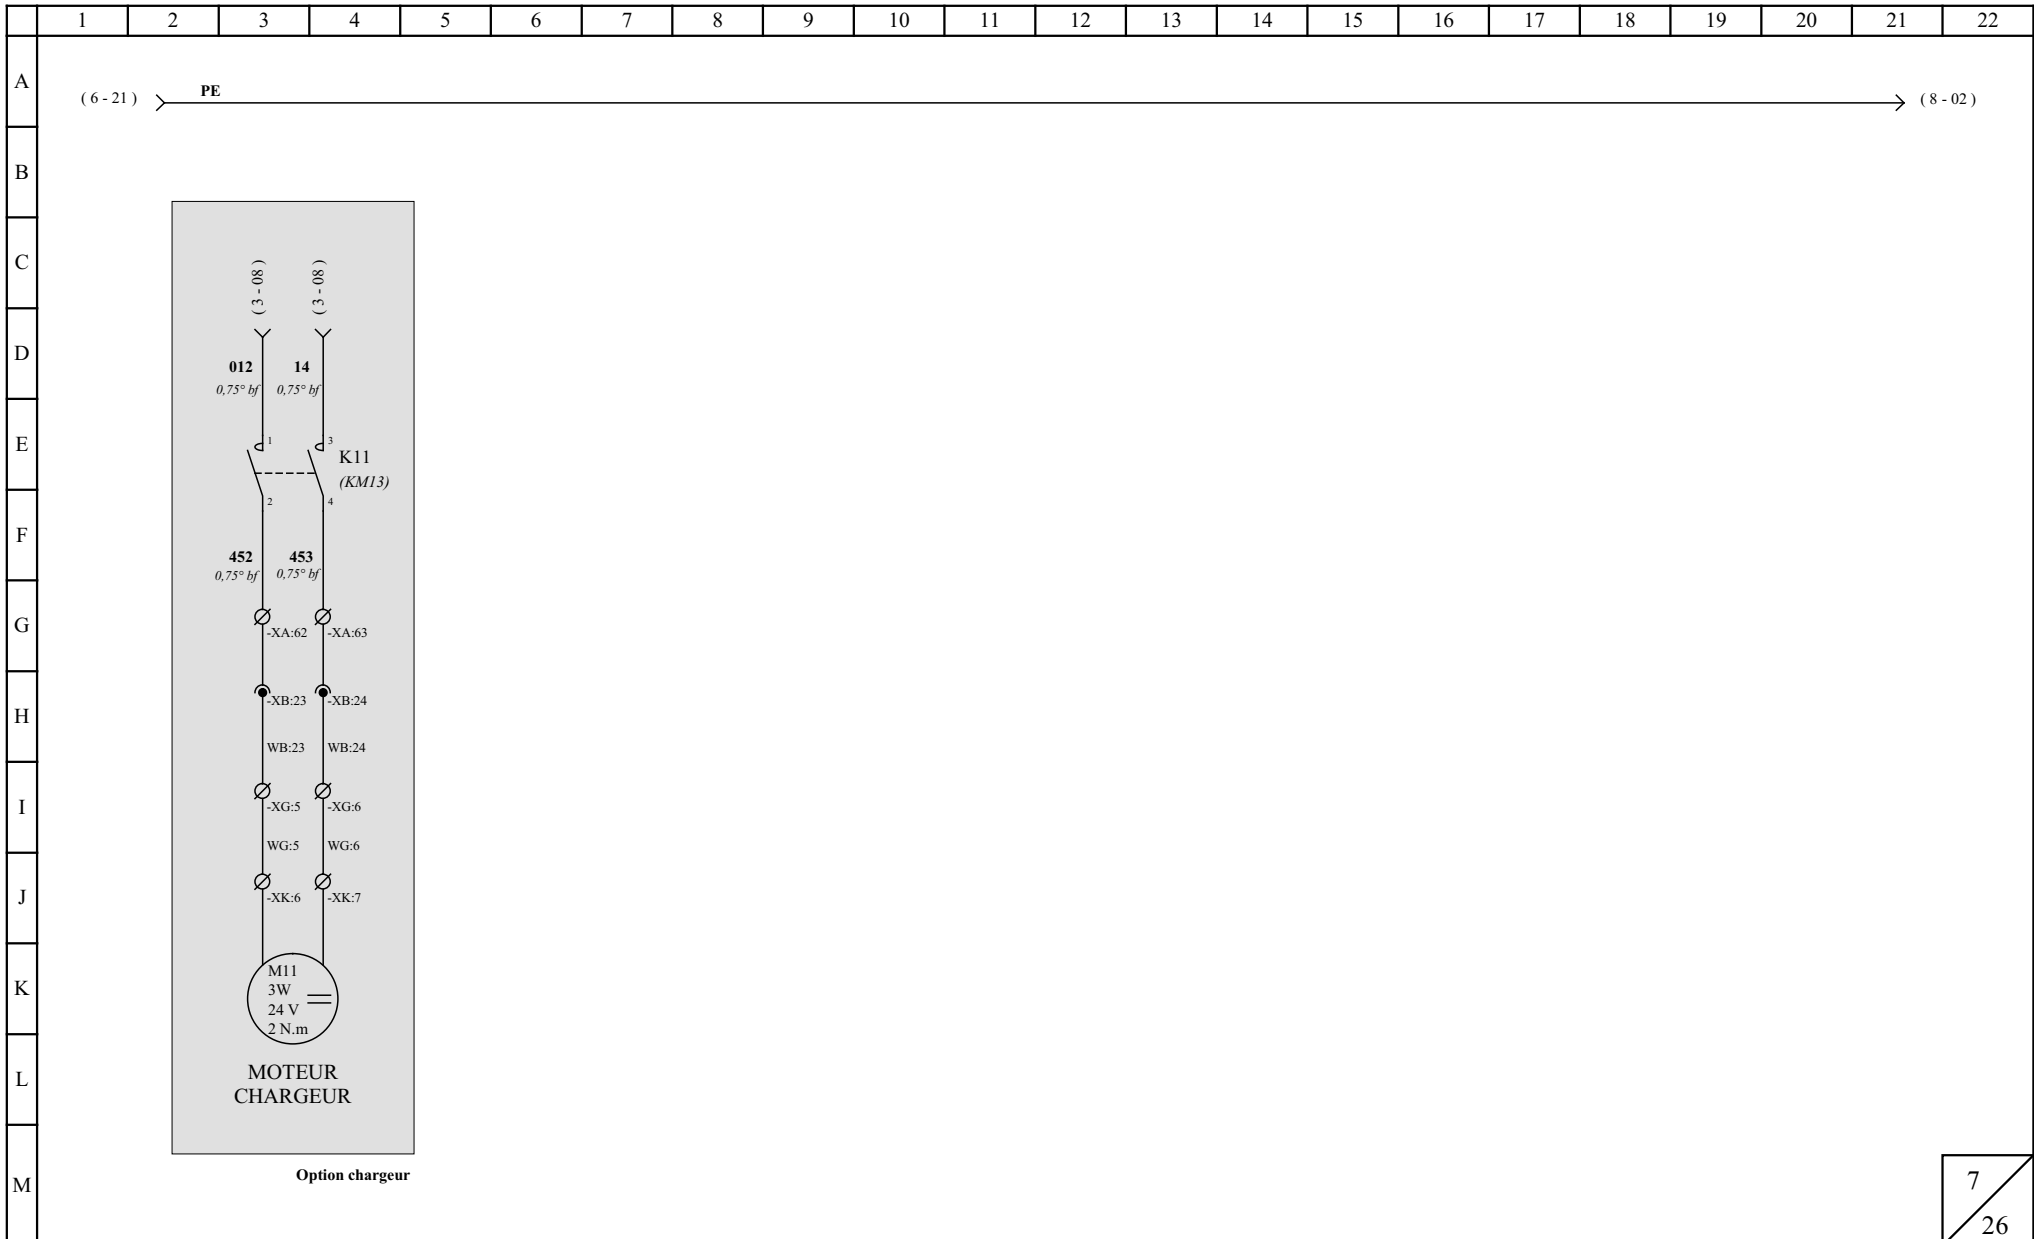 1 2 3 4 5 6 7 8 9 10 11 12 13 14 15 16 17 18 19 20 21 22
A
( 6 - 21 ) PE ( 8 - 02 )
B
C
( 3 - 08 ) ( 3 - 08 )
D
012 14
0,75° bf 0,75° bf
E
1 3
K11
(KM13)
2 4
F
452 453
0,75° bf 0,75° bf
G
-XA:62 -XA:63
H
-XB:23 -XB:24
WB:23 WB:24
I
-XG:5 -XG:6
WG:5 WG:6
J
-XK:6 -XK:7
K
M11
3W
24 V
2 N.m
L
MOTEUR
CHARGEUR
M
Option chargeur
7
26